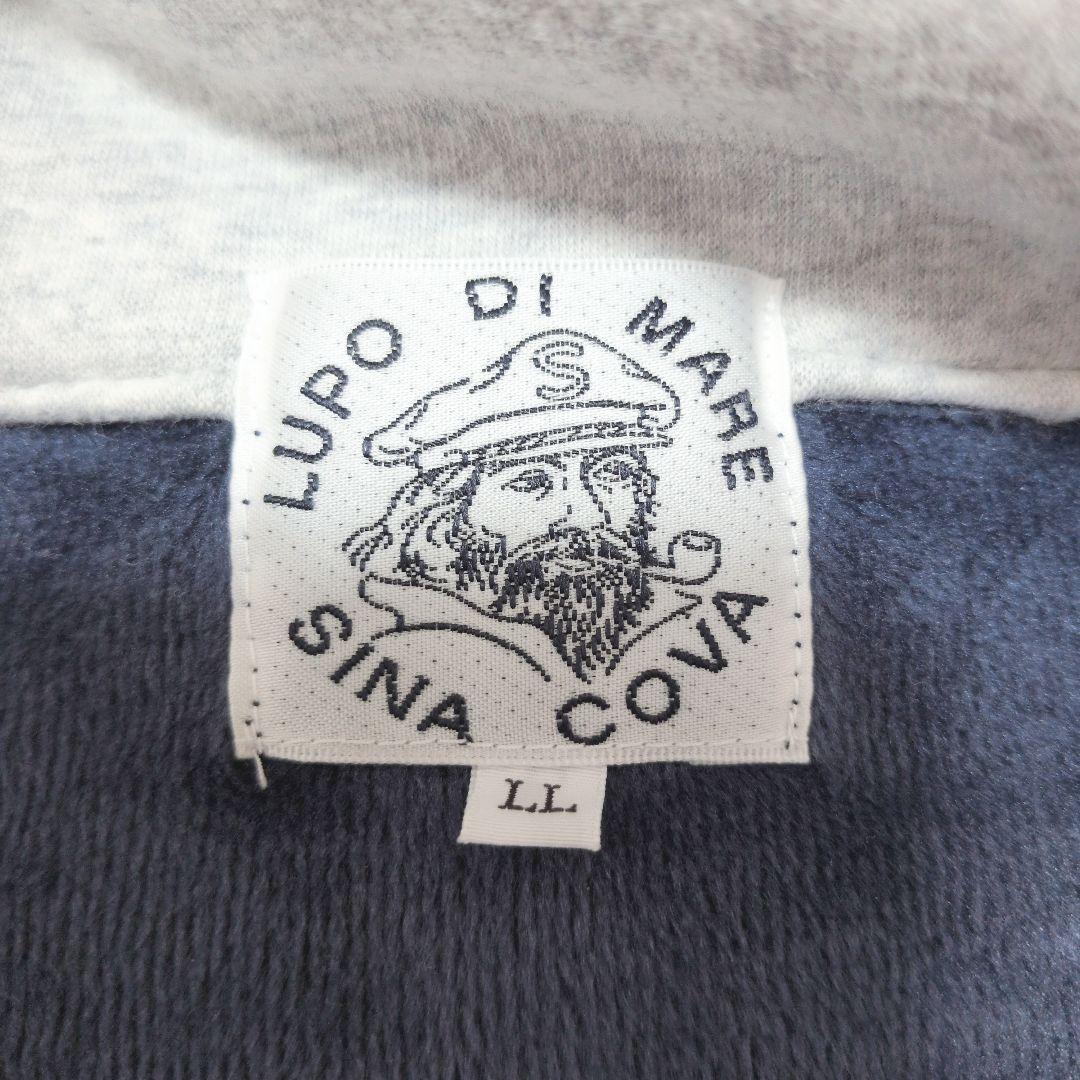 LUPO DI MARE
S
SINA COVA
LL